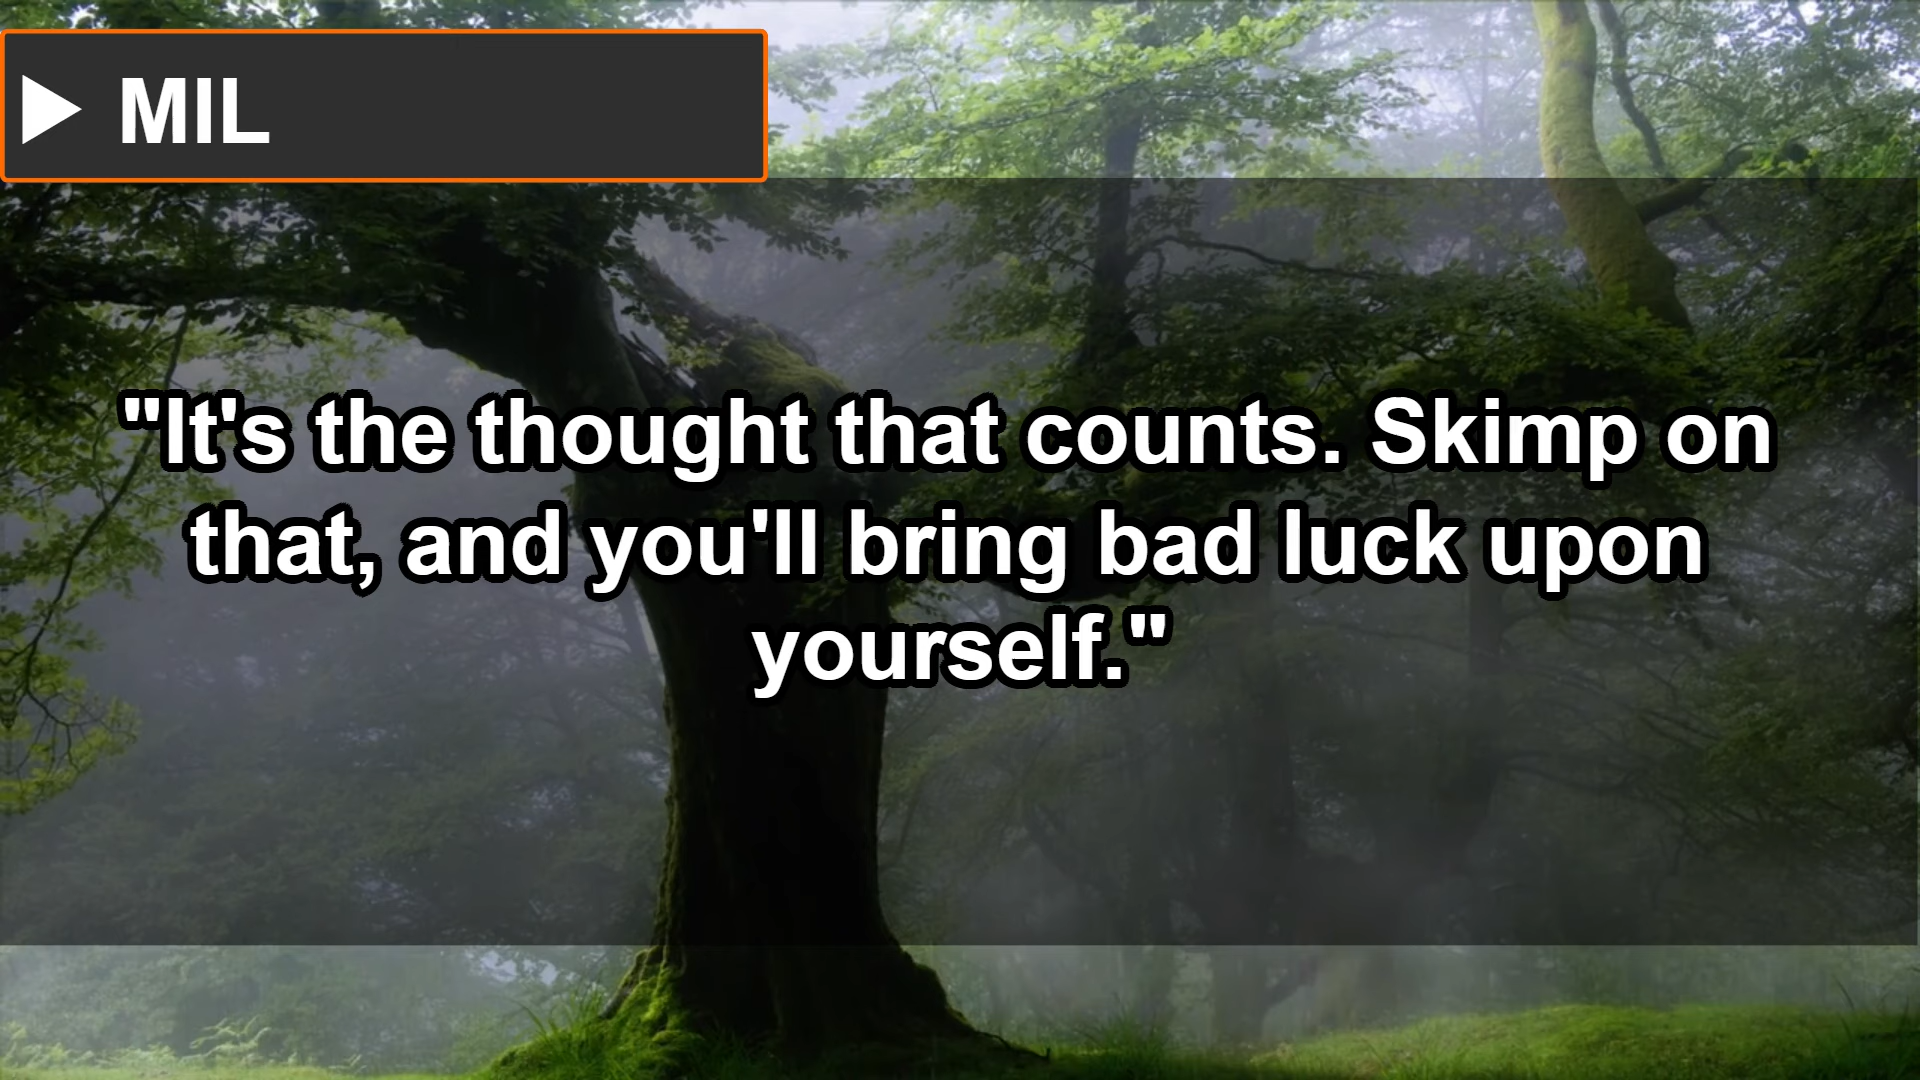 MIL
"It's the thought that counts. Skimp on
that, and you'll bring bad luck upon
yourself."